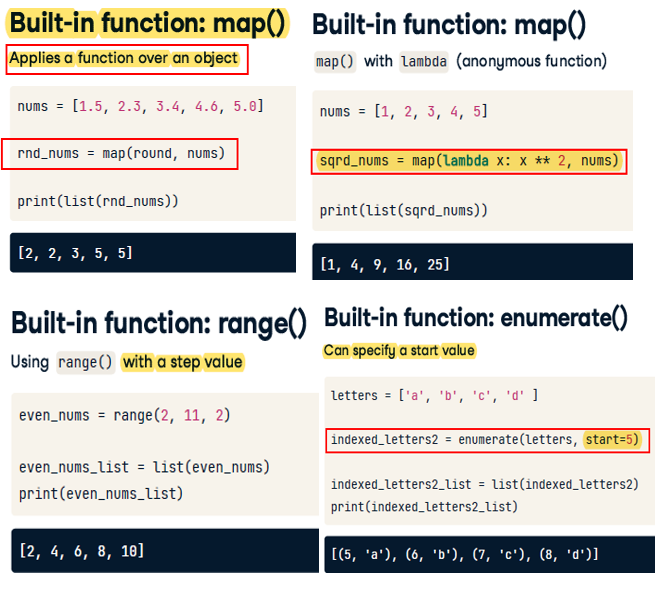 Built-in function: map()
Applies a function over an object
nums = [1.5, 2.3, 3.4, 4.6, 5.0]
rnd_nums = map(round, nums)
print(list(rnd_nums))
[2, 2, 3, 5, 5]
Built-in function: map()
map() with lambda (anonymous function)
nums = [1, 2, 3, 4, 5]
sqrd_nums = map(lambda x: x ** 2, nums)
print(list(sqrd_nums))
[1, 4, 9, 16, 25]
Built-in function: range()
Using range() with a step value
even_nums = range(2, 11, 2)
even_nums_list = list(even_nums)
print(even_nums_list)
[2, 4, 6, 8, 10]
Built-in function: enumerate()
Can specify a start value
letters = ['a', 'b', 'c', 'd' ]
indexed_letters2 = enumerate(letters, start=5)
indexed_letters2_list = list(indexed_letters2)
print(indexed_letters2_list)
[(5, 'a'), (6, 'b'), (7, 'c'), (8, 'd')]